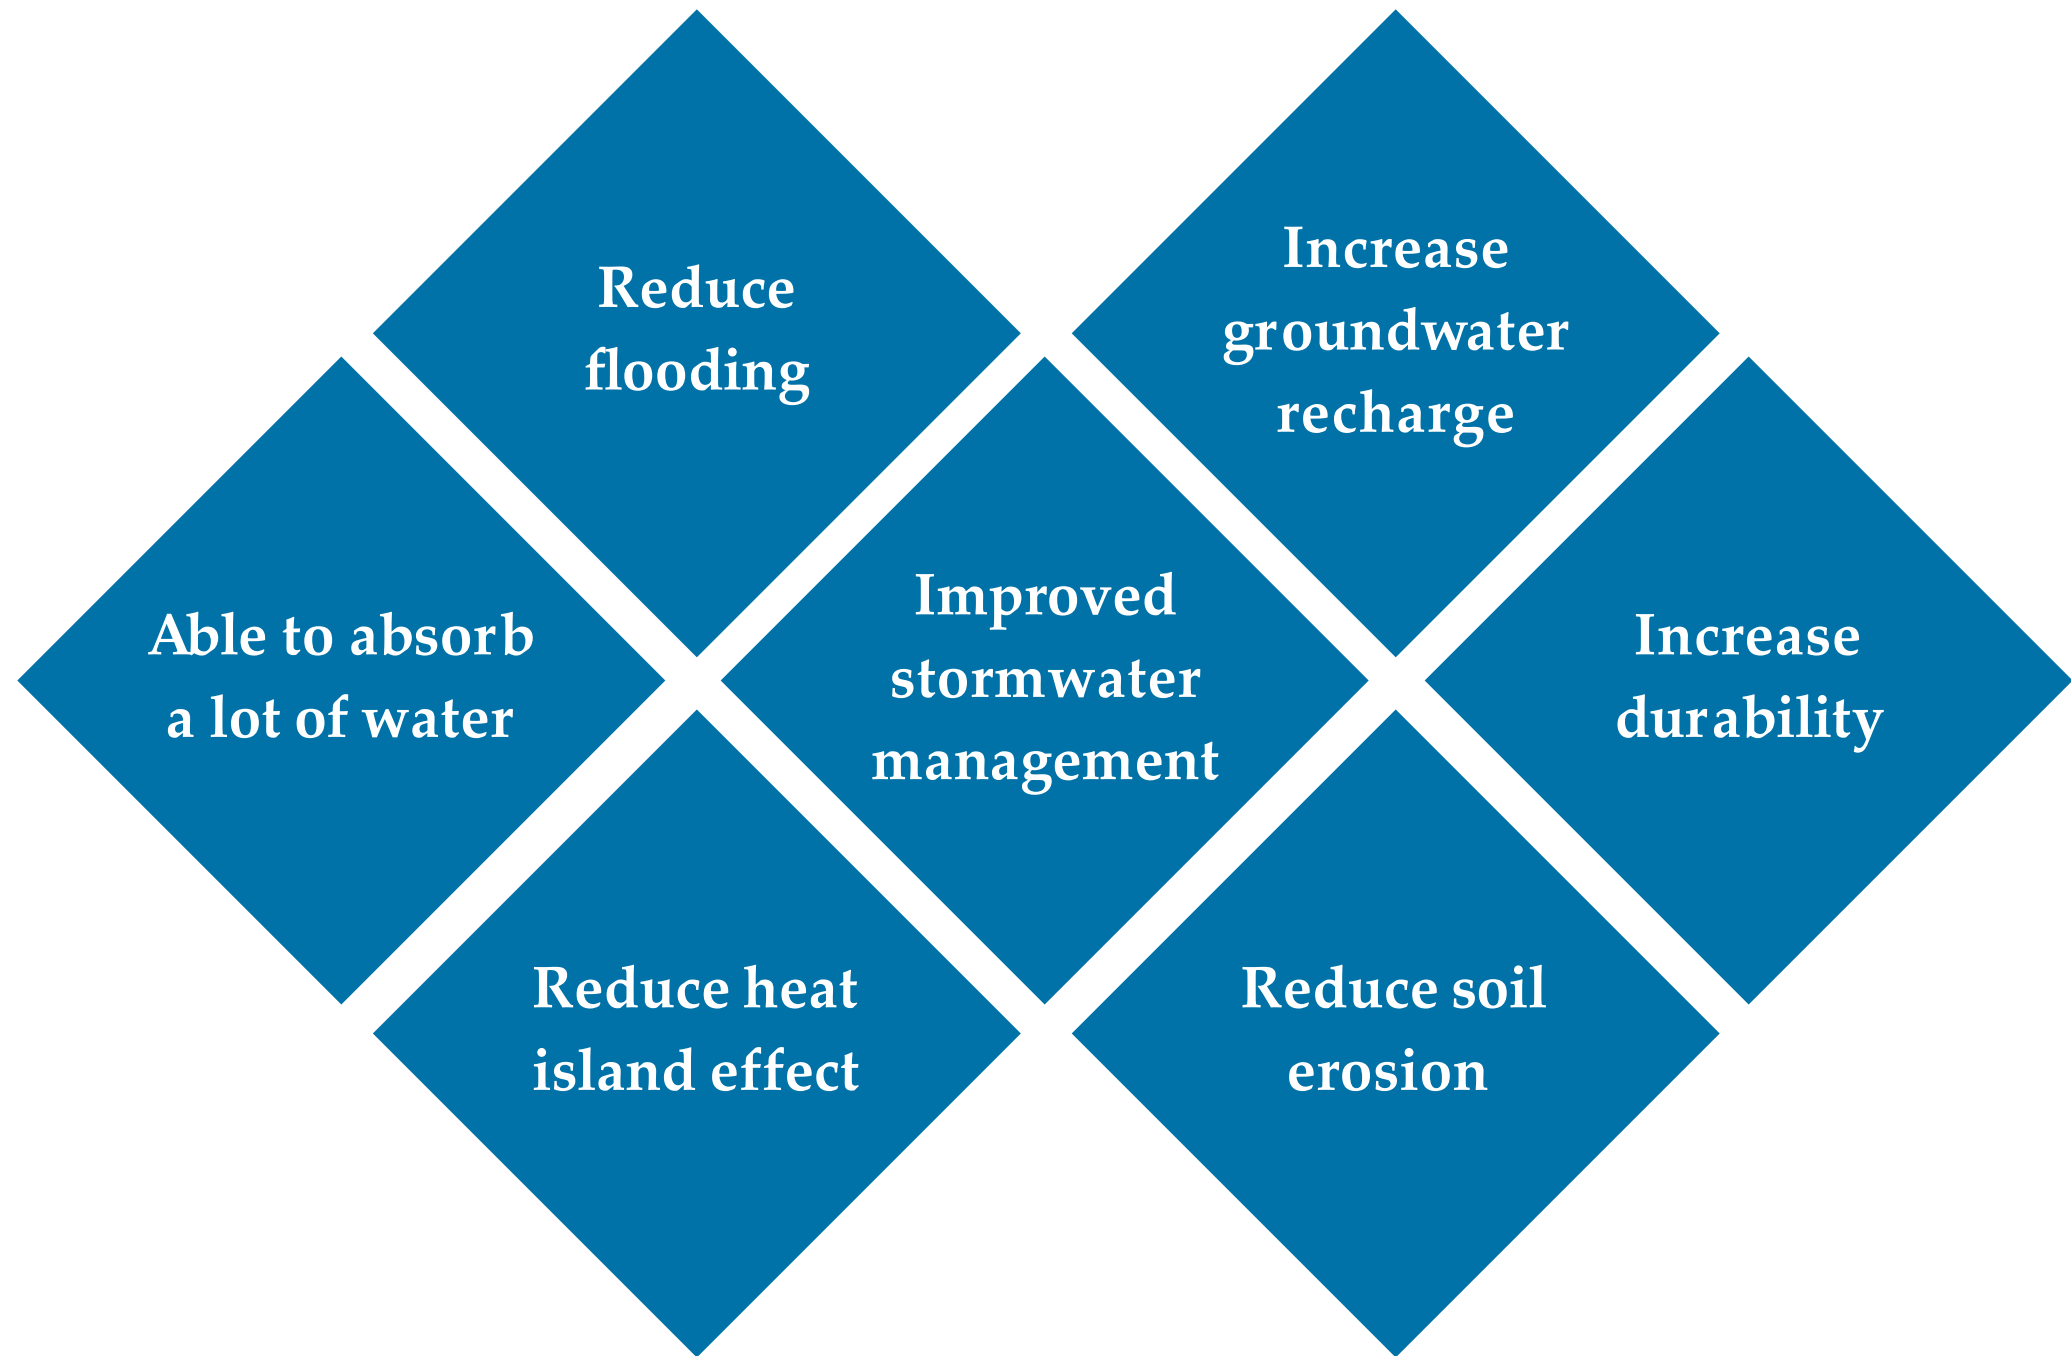 Reduce
flooding
Increase
groundwater
recharge
Able to absorb
a lot of water
Improved
stormwater
management
Increase
durability
Reduce heat
island effect
Reduce soil
erosion